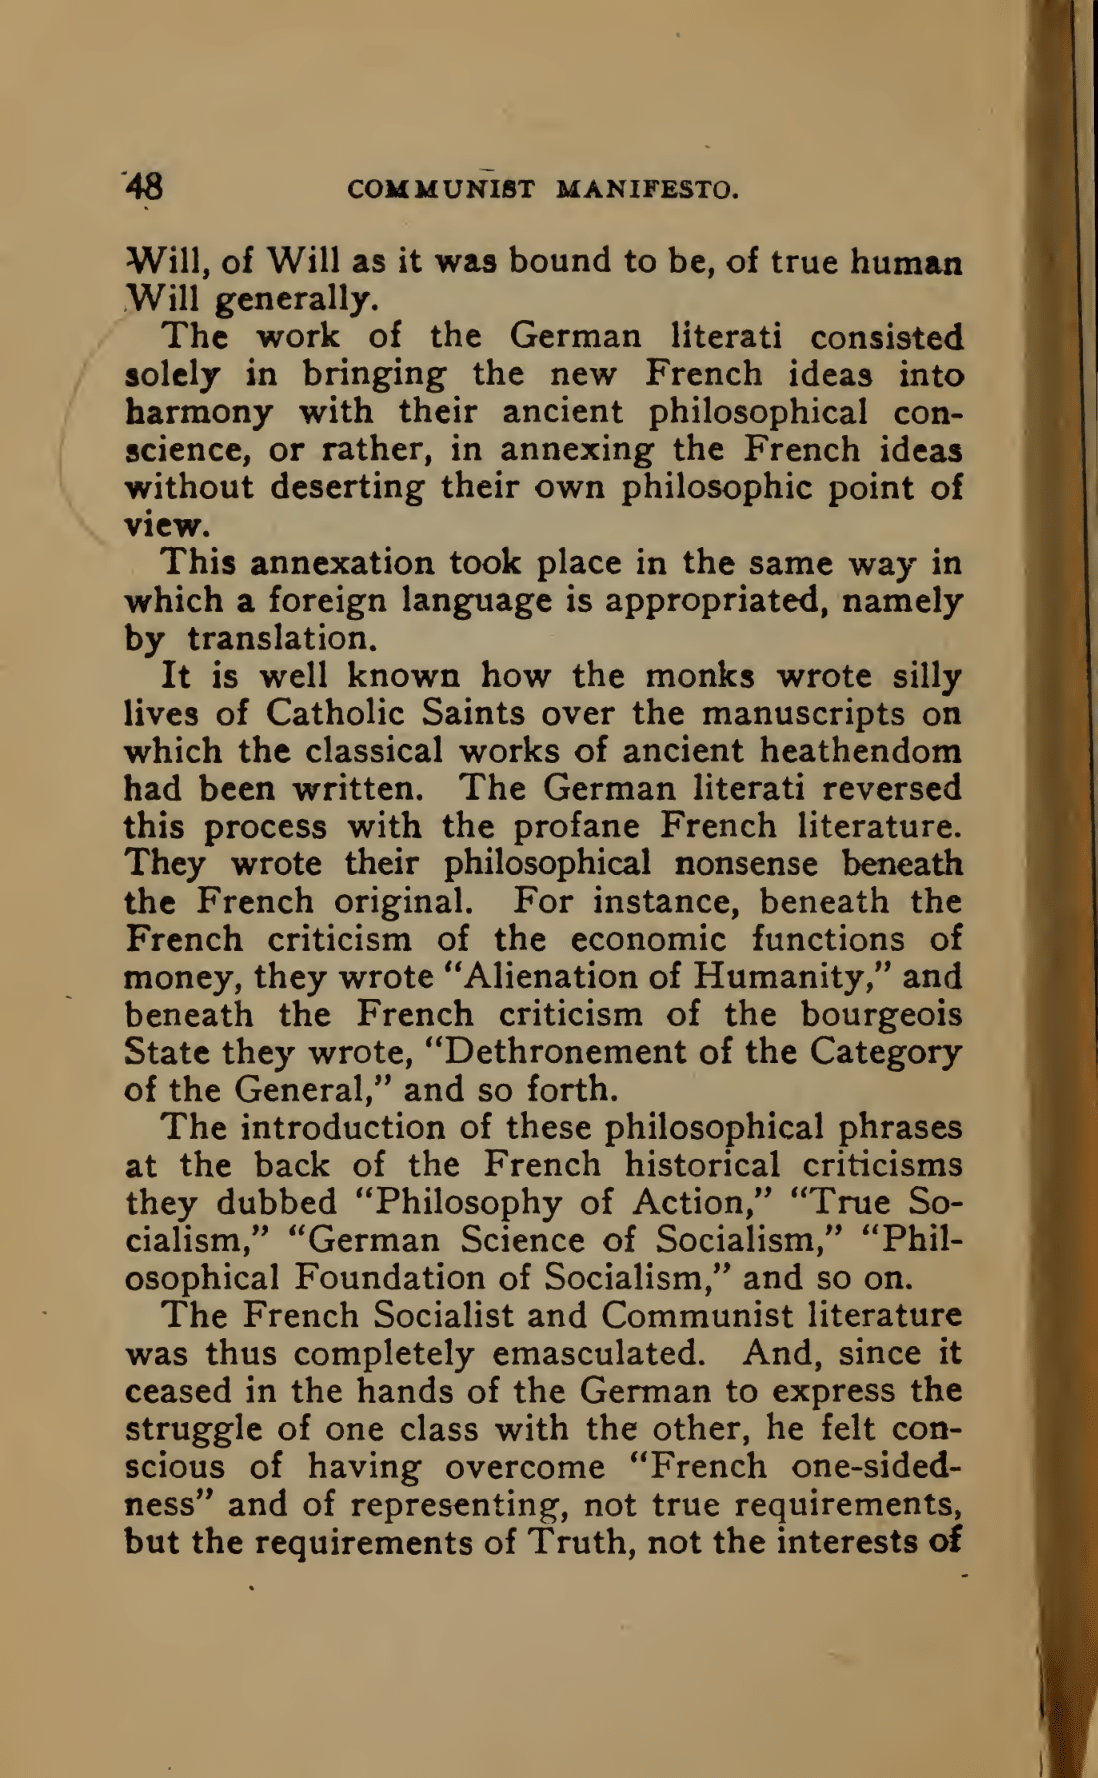 48 COMMUNIST MANIFESTO.
Will, of Will as it was bound to be, of true human
Will generally.
The work of the German literati consisted
solely in bringing the new French ideas into
harmony with their ancient philosophical con-
science, or rather, in annexing the French ideas
without deserting their own philosophic point of
view.
This annexation took place in the same way in
which a foreign language is appropriated, namely
by translation.
It is well known how the monks wrote silly
lives of Catholic Saints over the manuscripts on
which the classical works of ancient heathendom
had been written. The German literati reversed
this process with the profane French literature.
They wrote their philosophical nonsense beneath
the French original. For instance, beneath the
French criticism of the economic functions of
money, they wrote “Alienation of Humanity,” and
beneath the French criticism of the bourgeois
State they wrote, “Dethronement of the Category
of the General,” and so forth.
The introduction of these philosophical phrases
at the back of the French historical criticisms
they dubbed “Philosophy of Action,” “True So-
cialism,” “German Science of Socialism,” “Phil-
osophical Foundation of Socialism,” and so on.
The French Socialist and Communist literature
was thus completely emasculated. And, since it
ceased in the hands of the German to express the
struggle of one class with the other, he felt con-
scious of having overcome “French one-sided-
ness” and of representing, not true requirements,
but the requirements of Truth, not the interests of